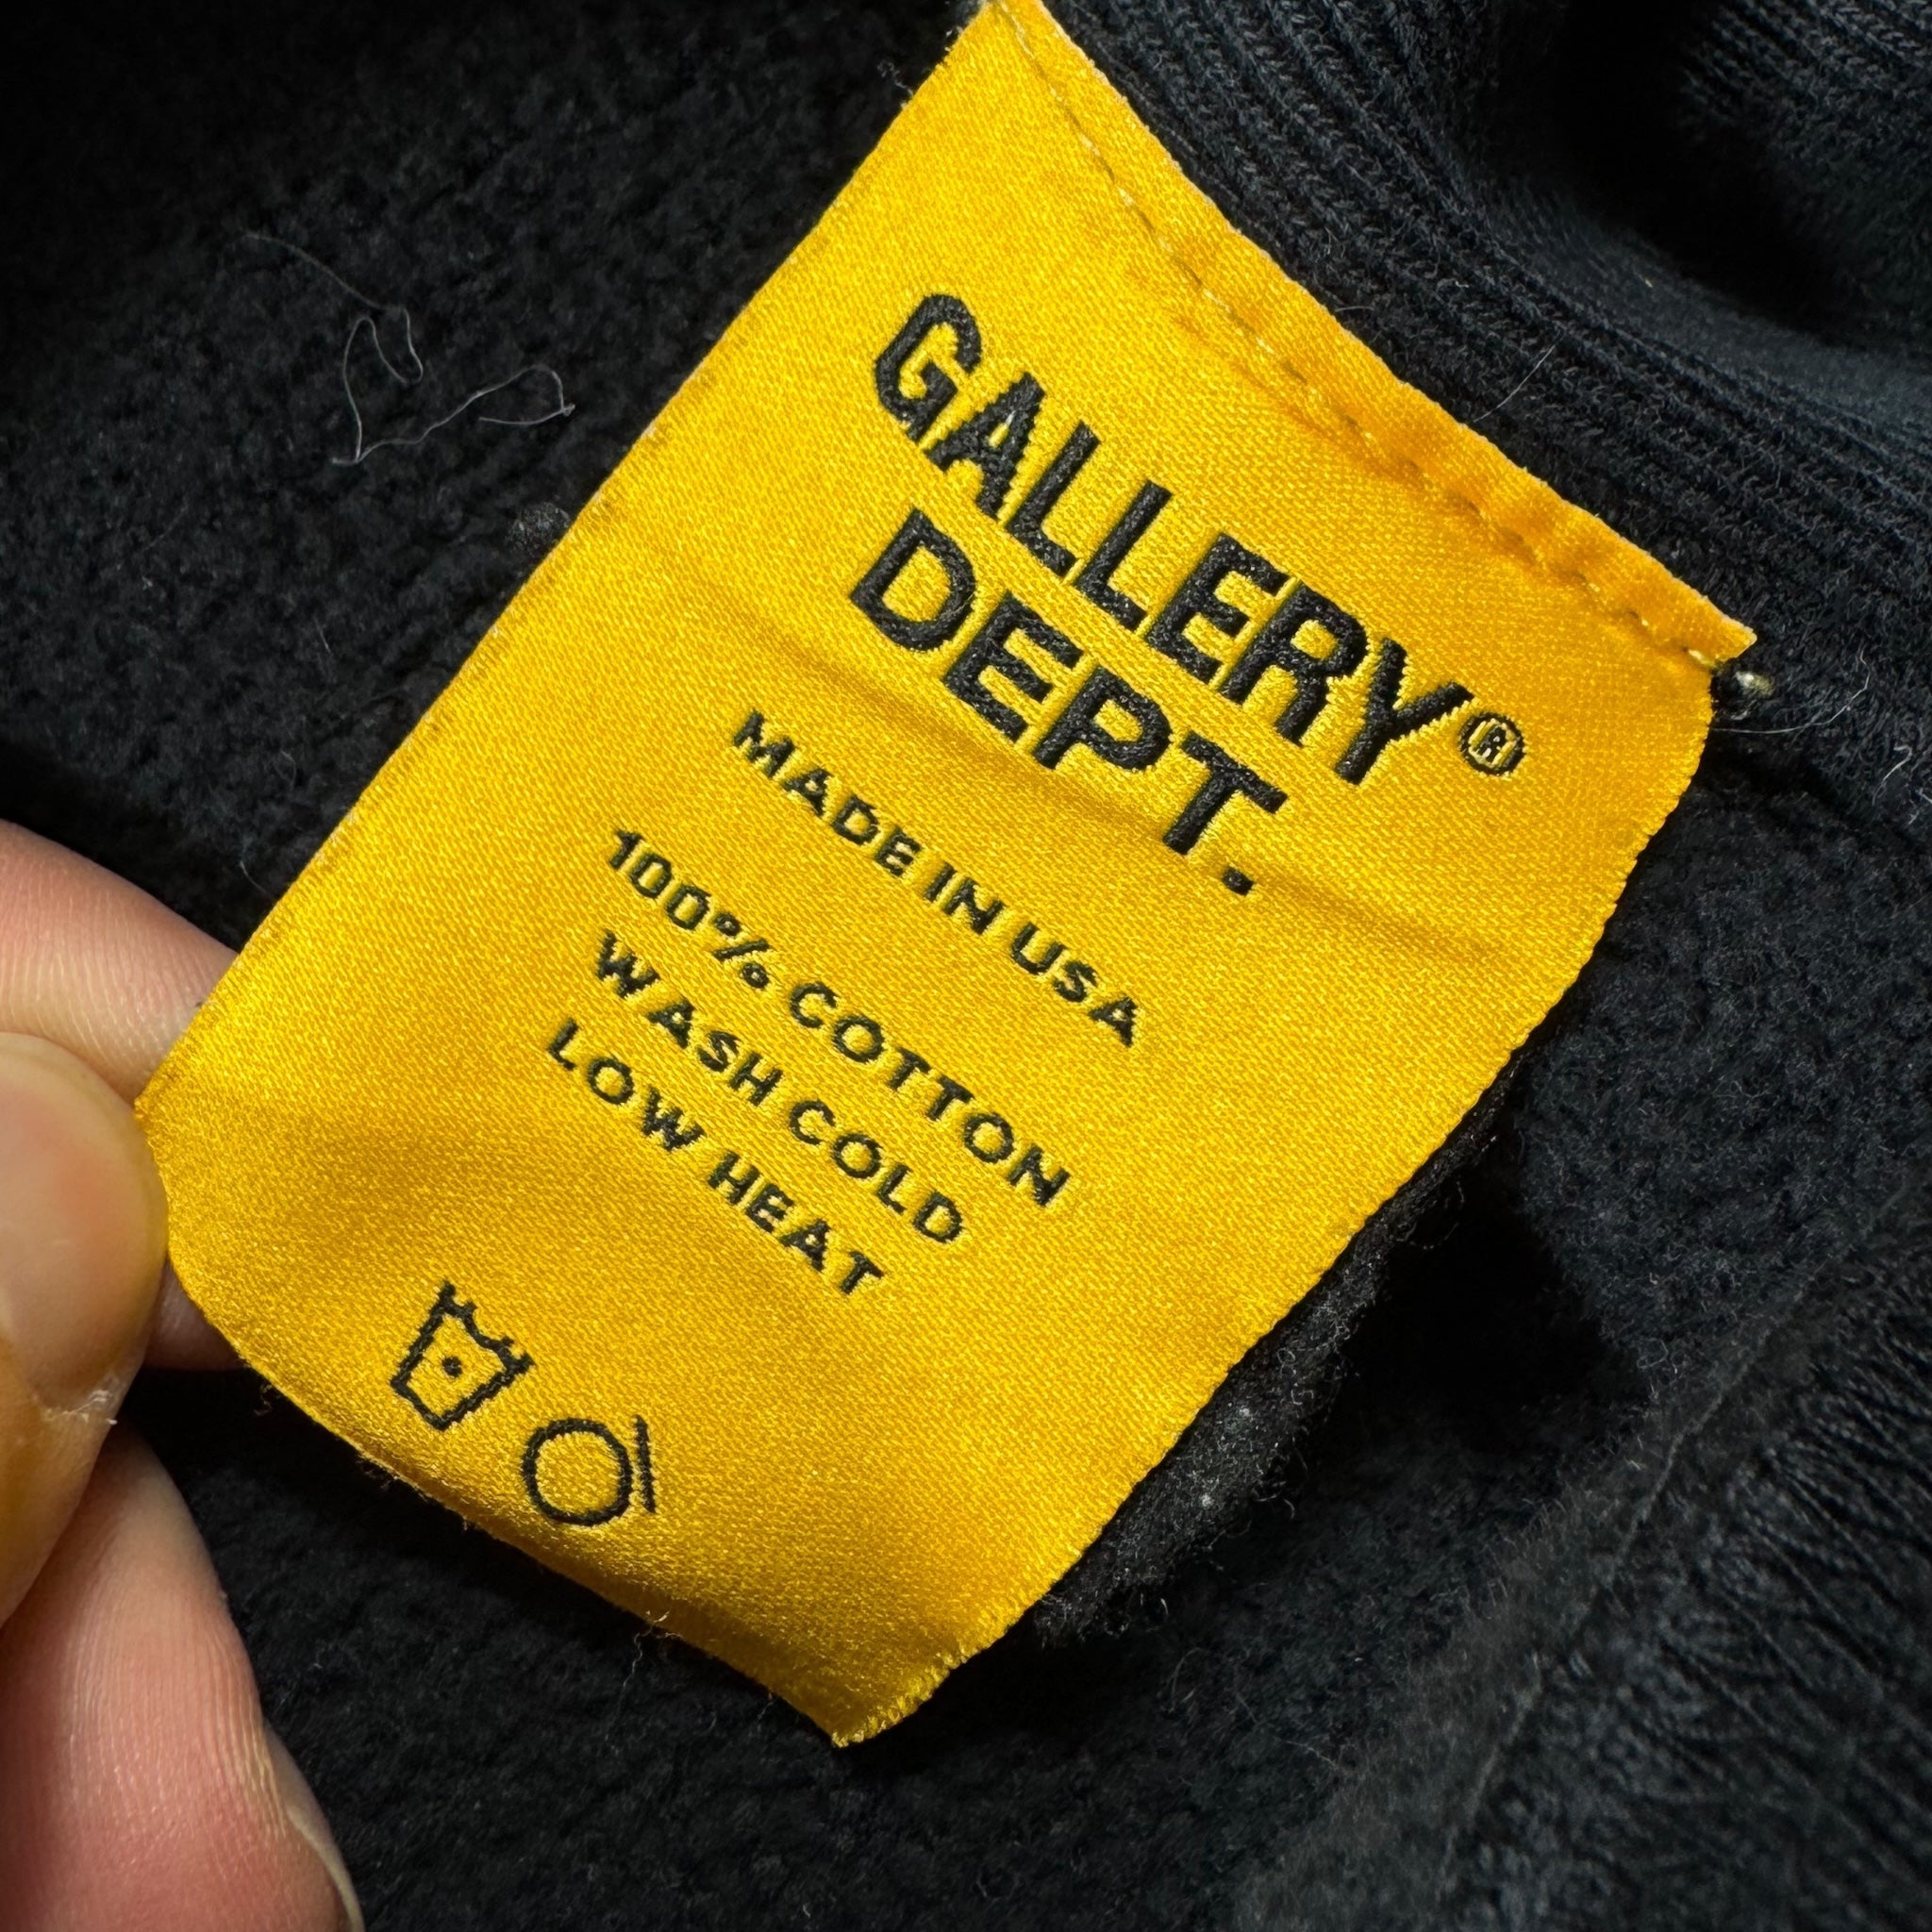 GALLERY®
DEPT.
MADE IN USA
100% COTTON
WASH COLD
LOW HEAT